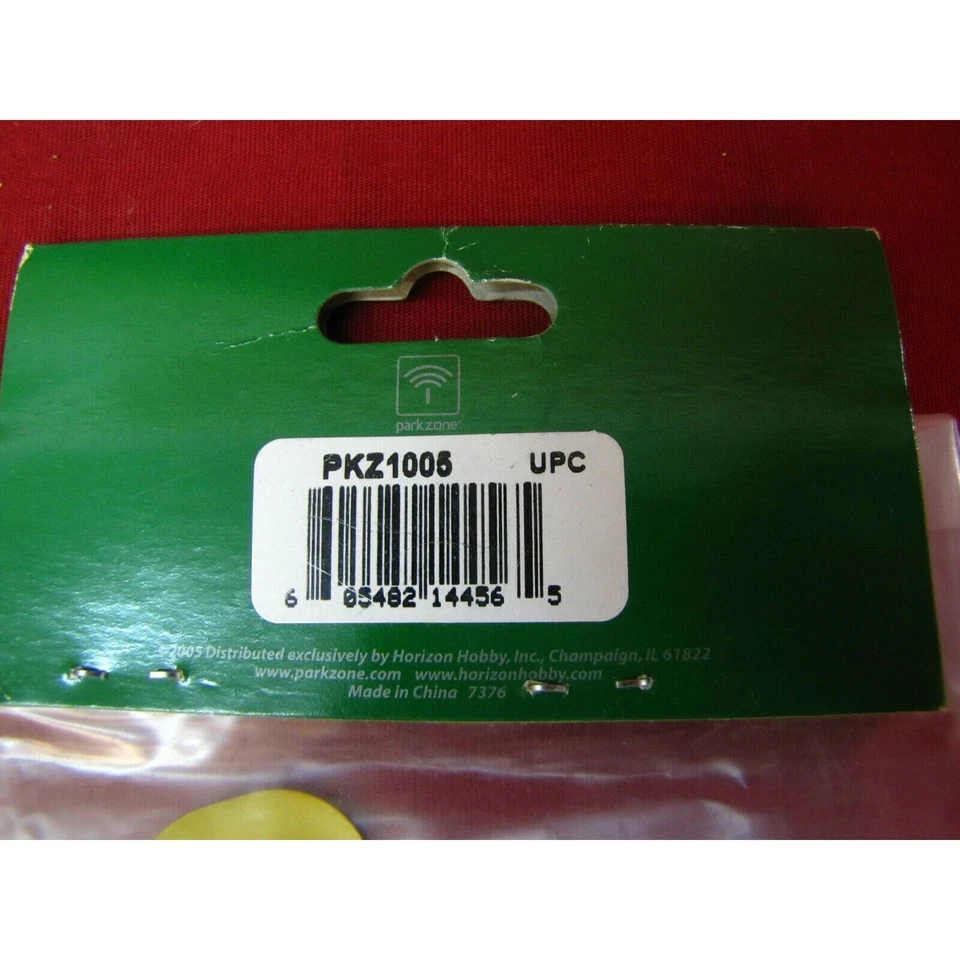 parkzone®
PKZ1005 UPC
6 05482 14456 5
©2005 Distributed exclusively by Horizon Hobby, Inc., Champaign, IL 61822
www.parkzone.com www.horizonhobby.com
Made in China 7376